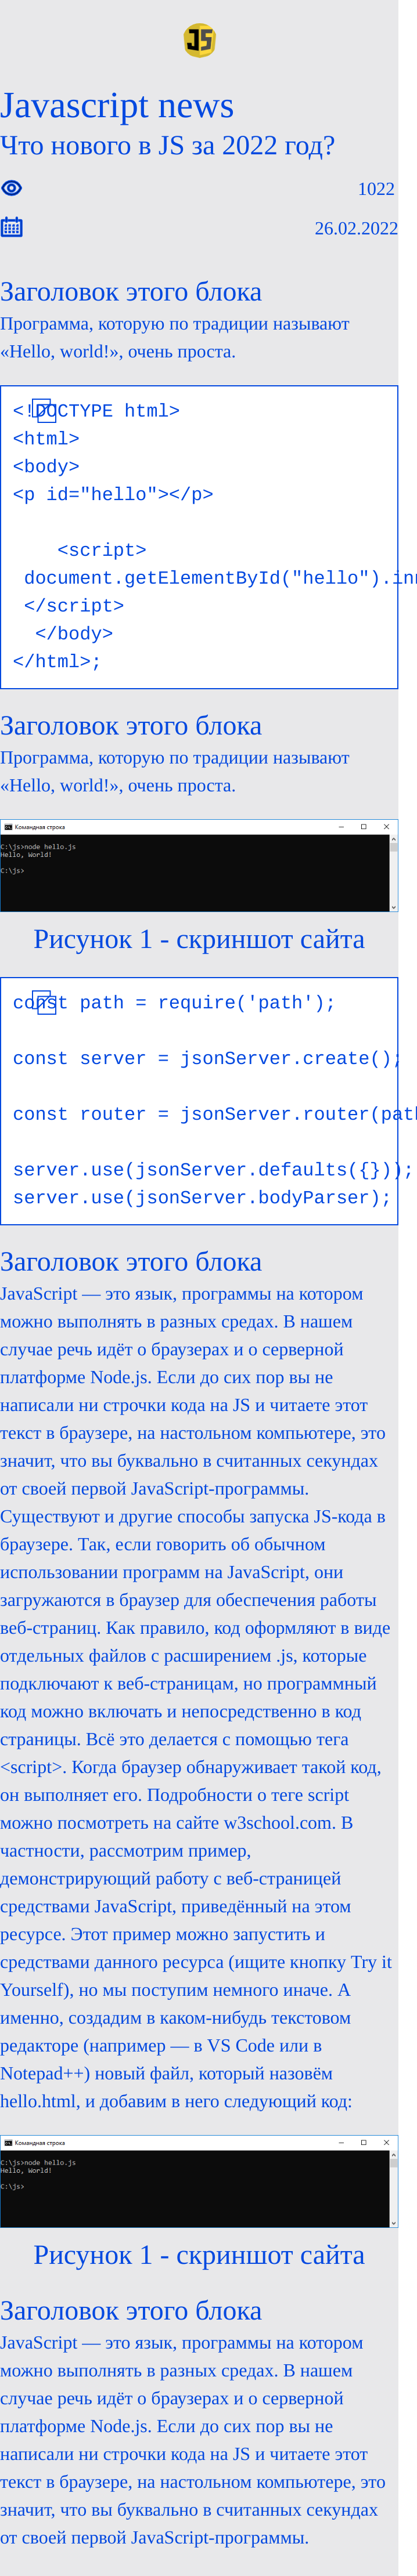 JS
Javascript news
Что нового в JS за 2022 год?
1022
26.02.2022
Заголовок этого блока
Программа, которую по традиции называют
«Hello, world!», очень проста.
<!DOCTYPE html>
<html>
<body>
<p id="hello"></p>
<script>
document.getElementById("hello").inn
</script>
</body>
</html>;
Заголовок этого блока
Программа, которую по традиции называют
«Hello, world!», очень проста.
Командная строка
C:\js>node hello.js
Hello, World!
C:\js>
Рисунок 1 - скриншот сайта
const path = require('path');
const server = jsonServer.create();
const router = jsonServer.router(path
server.use(jsonServer.defaults({}));
server.use(jsonServer.bodyParser);
Заголовок этого блока
JavaScript — это язык, программы на котором
можно выполнять в разных средах. В нашем
случае речь идёт о браузерах и о серверной
платформе Node.js. Если до сих пор вы не
написали ни строчки кода на JS и читаете этот
текст в браузере, на настольном компьютере, это
значит, что вы буквально в считанных секундах
от своей первой JavaScript-программы.
Существуют и другие способы запуска JS-кода в
браузере. Так, если говорить об обычном
использовании программ на JavaScript, они
загружаются в браузер для обеспечения работы
веб-страниц. Как правило, код оформляют в виде
отдельных файлов с расширением .js, которые
подключают к веб-страницам, но программный
код можно включать и непосредственно в код
страницы. Всё это делается с помощью тега
<script>. Когда браузер обнаруживает такой код,
он выполняет его. Подробности о теге script
можно посмотреть на сайте w3school.com. В
частности, рассмотрим пример,
демонстрирующий работу с веб-страницей
средствами JavaScript, приведённый на этом
ресурсе. Этот пример можно запустить и
средствами данного ресурса (ищите кнопку Try it
Yourself), но мы поступим немного иначе. А
именно, создадим в каком-нибудь текстовом
редакторе (например — в VS Code или в
Notepad++) новый файл, который назовём
hello.html, и добавим в него следующий код:
Командная строка
C:\js>node hello.js
Hello, World!
C:\js>
Рисунок 1 - скриншот сайта
Заголовок этого блока
JavaScript — это язык, программы на котором
можно выполнять в разных средах. В нашем
случае речь идёт о браузерах и о серверной
платформе Node.js. Если до сих пор вы не
написали ни строчки кода на JS и читаете этот
текст в браузере, на настольном компьютере, это
значит, что вы буквально в считанных секундах
от своей первой JavaScript-программы.